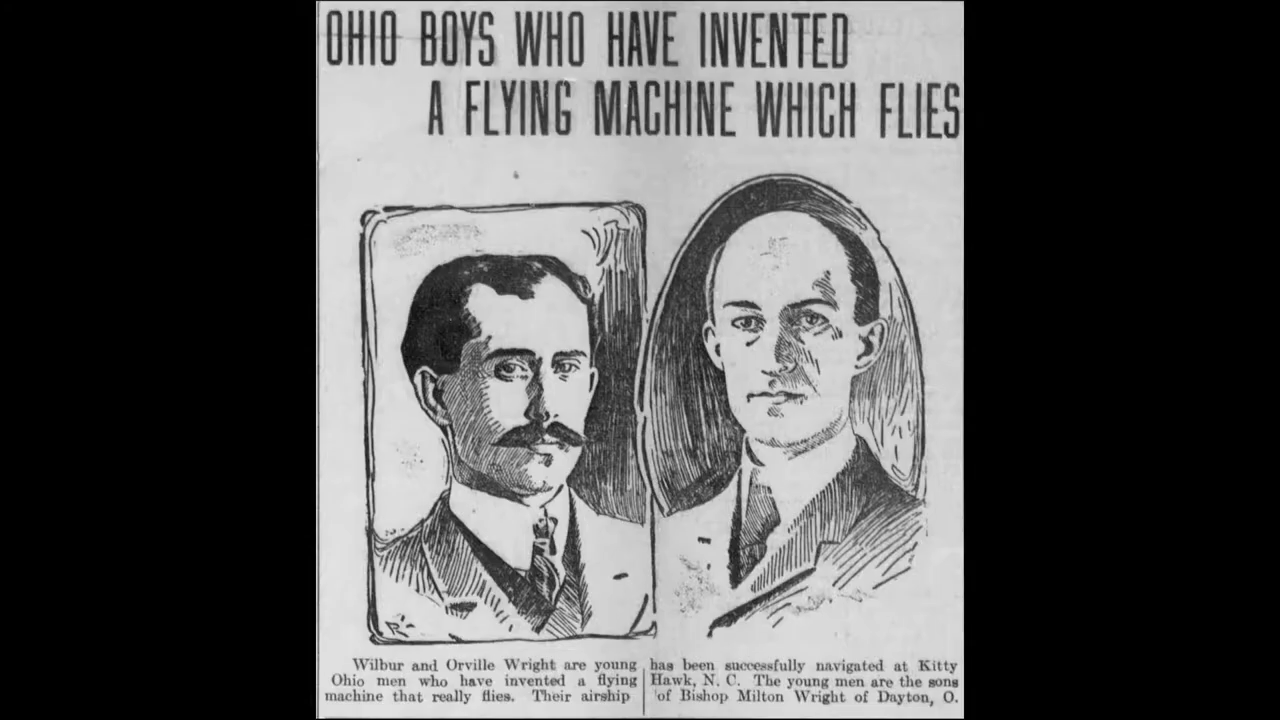 OHIO BOYS WHO HAVE INVENTED
A FLYING MACHINE WHICH FLIES
Wilbur and Orville Wright are young
Ohio men who have invented a flying
machine that really flies. Their airship
has been successfully navigated at Kitty
Hawk, N. C. The young men are the sons
of Bishop Milton Wright of Dayton, O.